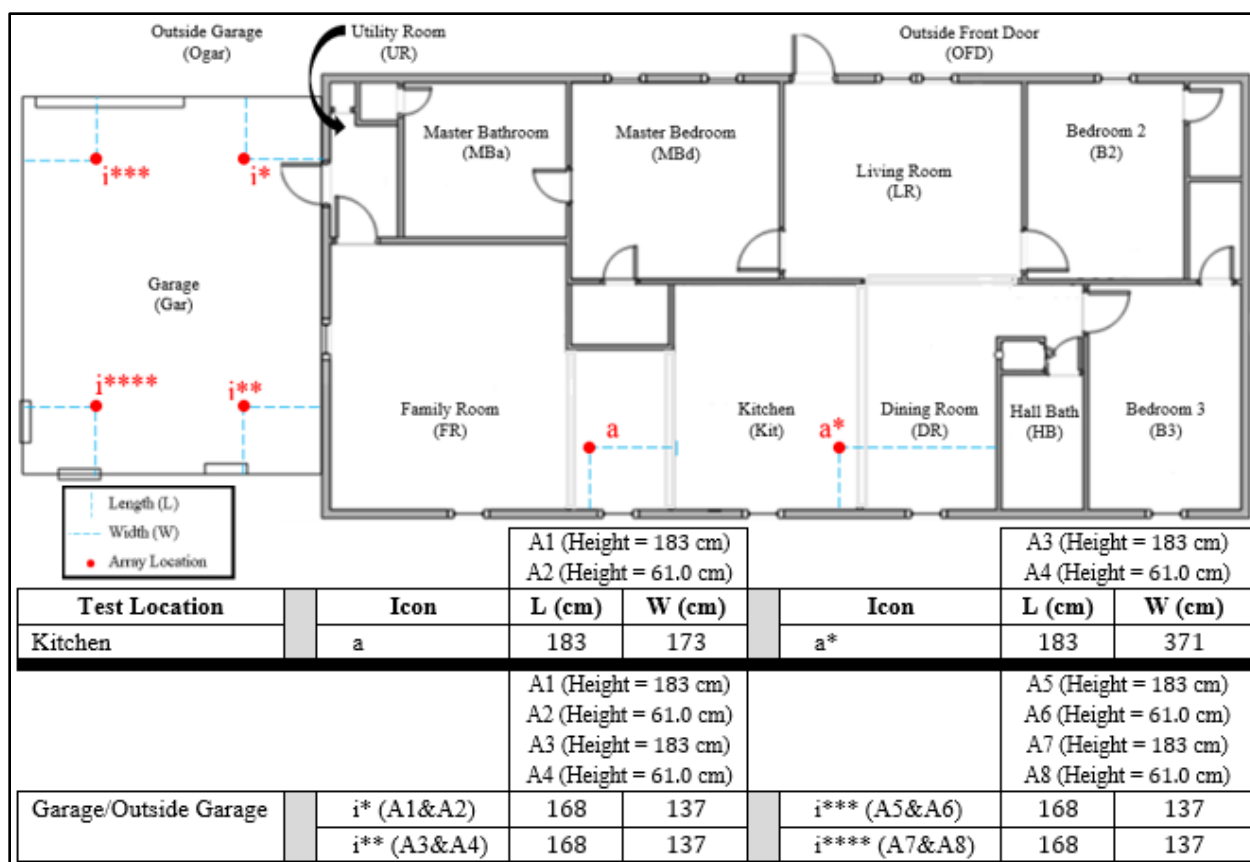 Outside Garage
(Ogar)
Utility Room
(UR)
Outside Front Door
(OFD)
Master Bathroom
(MBa)
Master Bedroom
(MBd)
Living Room
(LR)
Bedroom 2
(B2)
i***
i*
Garage
(Gar)
i****
i**
Family Room
(FR)
a
Kitchen
(Kit)
a*
Dining Room
(DR)
Hall Bath
(HB)
Bedroom 3
(B3)
Length (L)
Width (W)
Array Location
A1 (Height = 183 cm)
A2 (Height = 61.0 cm)
A3 (Height = 183 cm)
A4 (Height = 61.0 cm)
Test Location Icon L (cm) W (cm) Icon L (cm) W (cm)
Kitchen a 183 173 a* 183 371
A1 (Height = 183 cm)
A2 (Height = 61.0 cm)
A3 (Height = 183 cm)
A4 (Height = 61.0 cm)
A5 (Height = 183 cm)
A6 (Height = 61.0 cm)
A7 (Height = 183 cm)
A8 (Height = 61.0 cm)
Garage/Outside Garage i* (A1&A2) 168 137 i*** (A5&A6) 168 137
i** (A3&A4) 168 137 i**** (A7&A8) 168 137